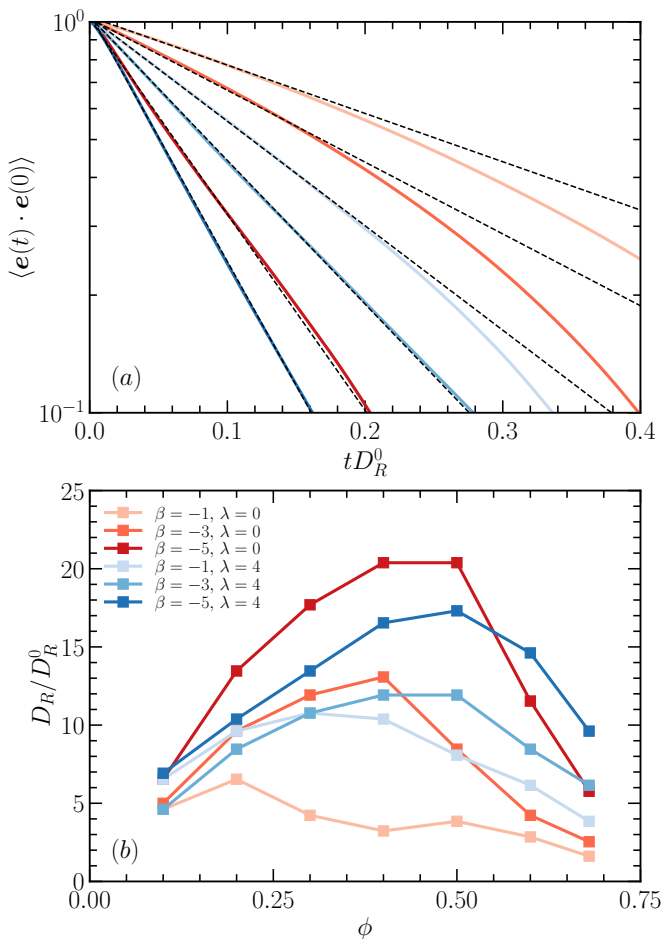 10⁰
⟨e(t) · e(0)⟩
(a)
10⁻¹
0.0 0.1 0.2 0.3 0.4
tD_R^0
25
20
15
10
5
0
D_R/D_R^0
β = −1, λ = 0
β = −3, λ = 0
β = −5, λ = 0
β = −1, λ = 4
β = −3, λ = 4
β = −5, λ = 4
(b)
0.00 0.25 0.50 0.75
ϕ